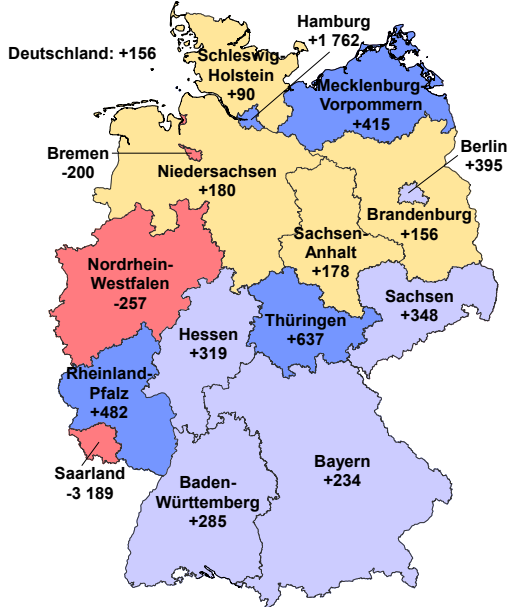 Hamburg
+1 762
Deutschland: +156
Schleswig-
Holstein
+90
Mecklenburg-
Vorpommern
+415
Bremen
-200
Niedersachsen
+180
Berlin
+395
Brandenburg
+156
Sachsen-
Anhalt
+178
Nordrhein-
Westfalen
-257
Sachsen
+348
Hessen
+319
Thüringen
+637
Rheinland-
Pfalz
+482
Saarland
-3 189
Baden-
Württemberg
+285
Bayern
+234